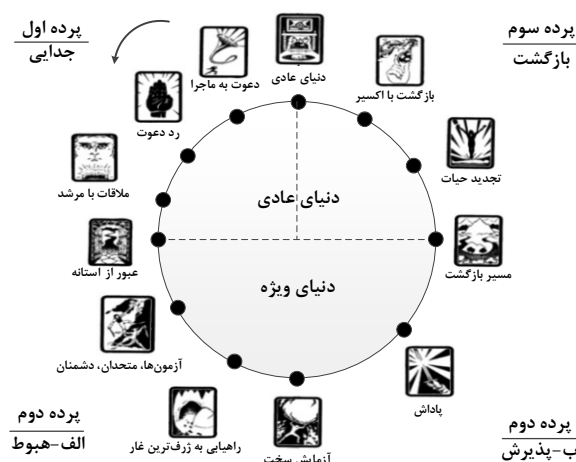 پرده اول
جدایی
پرده سوم
بازگشت
دنیای عادی
دعوت به ماجرا
رد دعوت
ملاقات با مرشد
عبور از آستانه
آزمون‌ها، متحدان، دشمنان
راهیابی به ژرف‌ترین غار
آزمایش سخت
پاداش
مسیر بازگشت
تجدید حیات
بازگشت با اکسیر
دنیای عادی
دنیای ویژه
پرده دوم
الف-هبوط
پرده دوم
ب-پذیرش